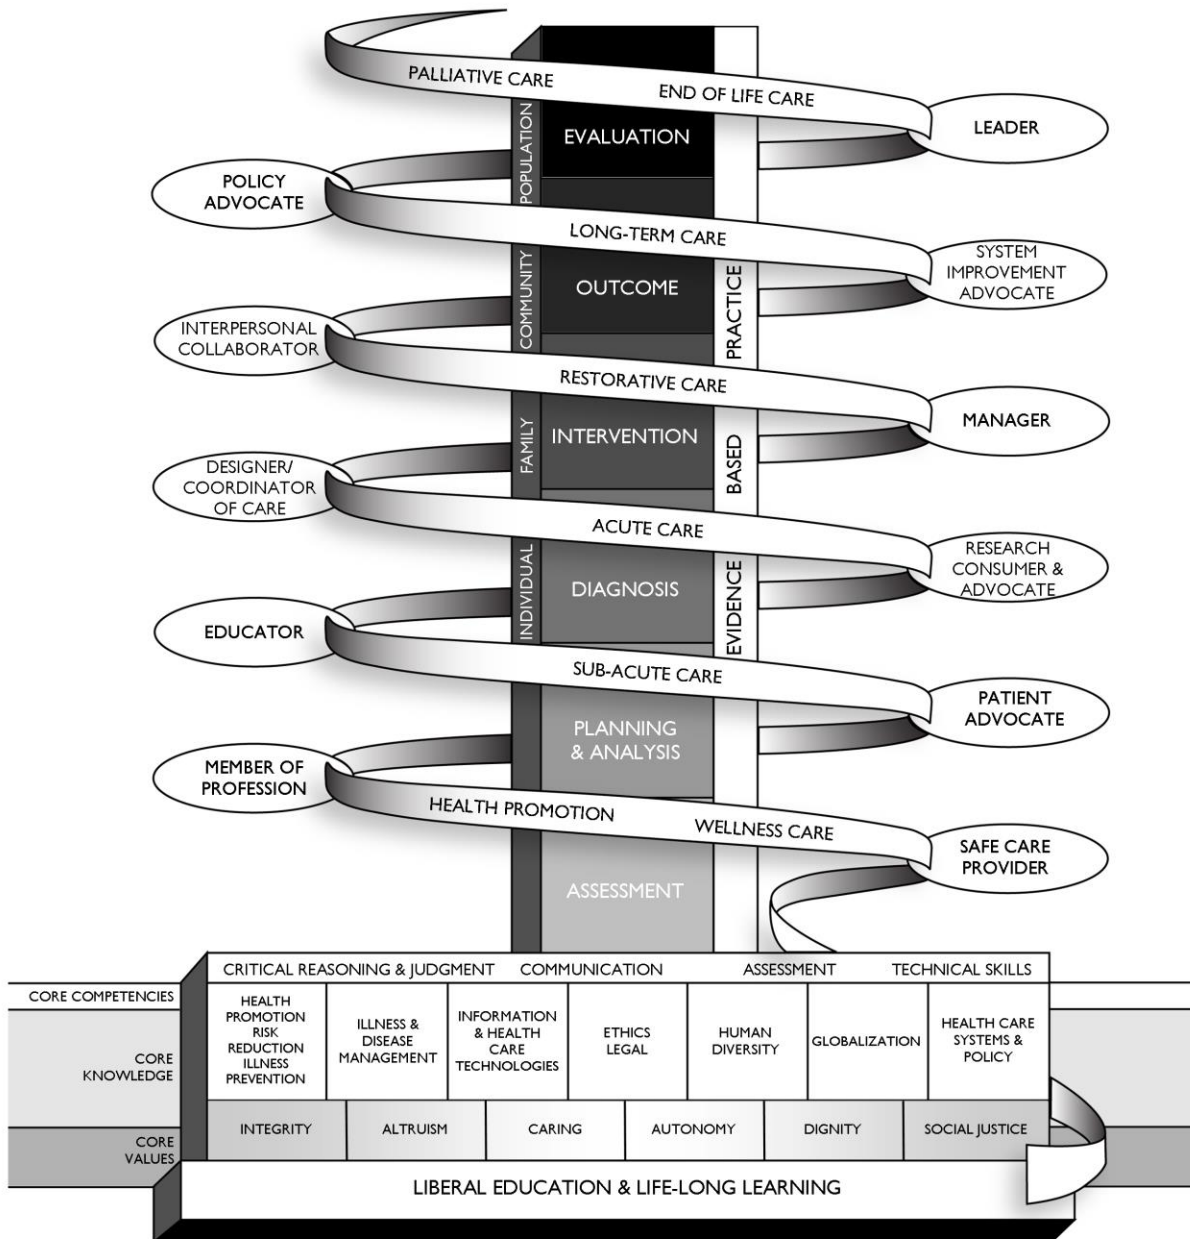 PALLIATIVE CARE
END OF LIFE CARE
LEADER
EVALUATION
POPULATION
POLICY
ADVOCATE
LONG-TERM CARE
SYSTEM
IMPROVEMENT
ADVOCATE
OUTCOME
COMMUNITY
PRACTICE
INTERPERSONAL
COLLABORATOR
RESTORATIVE CARE
MANAGER
INTERVENTION
FAMILY
BASED
DESIGNER/
COORDINATOR
OF CARE
ACUTE CARE
RESEARCH
CONSUMER &
ADVOCATE
DIAGNOSIS
INDIVIDUAL
EVIDENCE
EDUCATOR
SUB-ACUTE CARE
PATIENT
ADVOCATE
PLANNING
& ANALYSIS
MEMBER OF
PROFESSION
HEALTH PROMOTION
WELLNESS CARE
SAFE CARE
PROVIDER
ASSESSMENT
CRITICAL REASONING & JUDGMENT
COMMUNICATION
ASSESSMENT
TECHNICAL SKILLS
CORE COMPETENCIES
HEALTH
PROMOTION
RISK
REDUCTION
ILLNESS
PREVENTION
ILLNESS &
DISEASE
MANAGEMENT
INFORMATION
& HEALTH
CARE
TECHNOLOGIES
ETHICS
LEGAL
HUMAN
DIVERSITY
GLOBALIZATION
HEALTH CARE
SYSTEMS &
POLICY
CORE
KNOWLEDGE
INTEGRITY
ALTRUISM
CARING
AUTONOMY
DIGNITY
SOCIAL JUSTICE
CORE
VALUES
LIBERAL EDUCATION & LIFE-LONG LEARNING